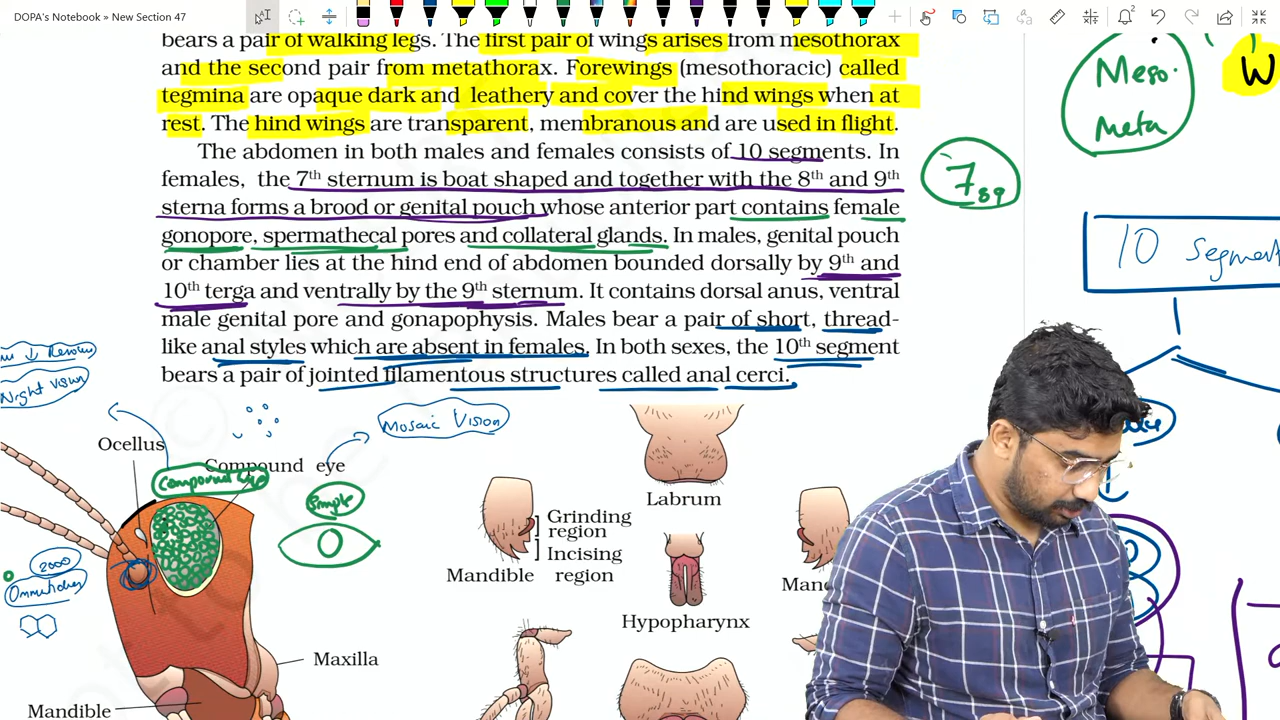 DOPA's Notebook » New Section 47
bears a pair of walking legs. The first pair of wings arises from mesothorax
and the second pair from metathorax. Forewings (mesothoracic) called
tegmina are opaque dark and leathery and cover the hind wings when at
rest. The hind wings are transparent, membranous and are used in flight.
The abdomen in both males and females consists of 10 segments. In
females, the 7th sternum is boat shaped and together with the 8th and 9th
sterna forms a brood or genital pouch whose anterior part contains female
gonopore, spermathecal pores and collateral glands. In males, genital pouch
or chamber lies at the hind end of abdomen bounded dorsally by 9th and
10th terga and ventrally by the 9th sternum. It contains dorsal anus, ventral
male genital pore and gonapophysis. Males bear a pair of short, thread-
like anal styles which are absent in females. In both sexes, the 10th segment
bears a pair of jointed filamentous structures called anal cerci.
Meso.
Meta
W
7 89
10 Segment
Night vision
Mosaic Vision
Ocellus
Compound eye
Compound eye
Simple
2000
Labrum
Grinding
region
Incising
region
Mandible
Hypopharynx
Man
Maxilla
Mandible